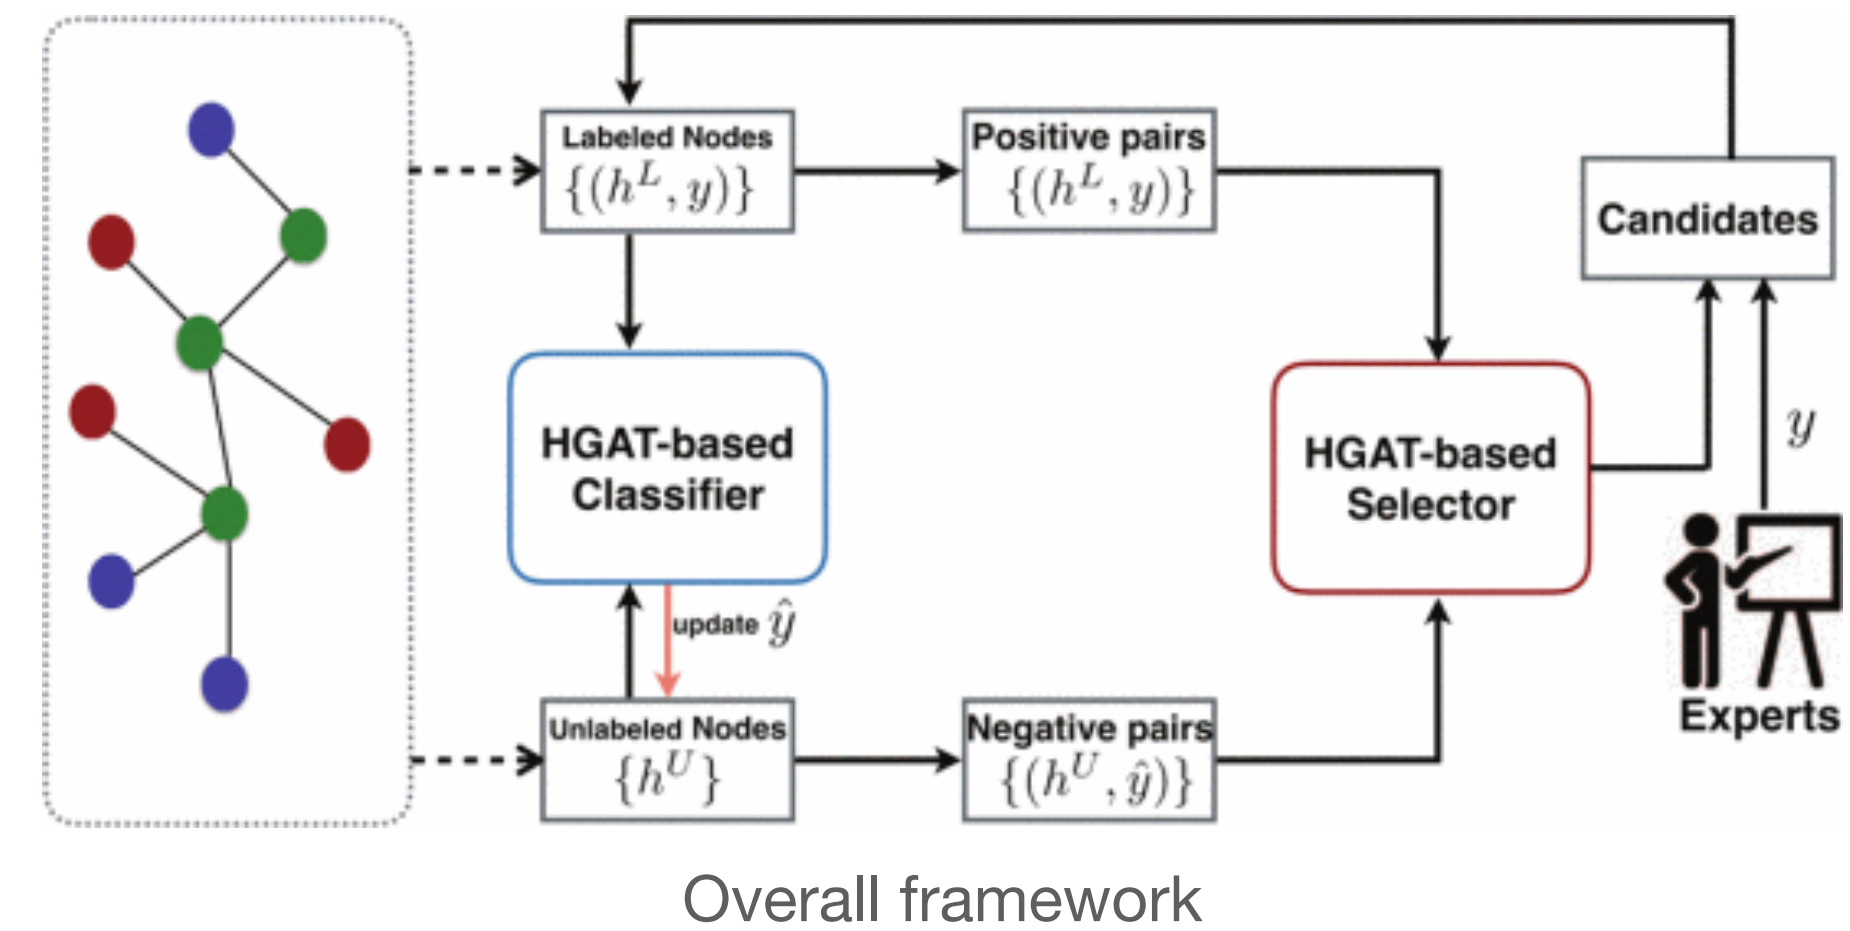 Labeled Nodes
{(h^L, y)}
Positive pairs
{(h^L, y)}
Candidates
HGAT-based
Classifier
HGAT-based
Selector
y
update ŷ
Unlabeled Nodes
{h^U}
Negative pairs
{(h^U, ŷ)}
Experts
Overall framework